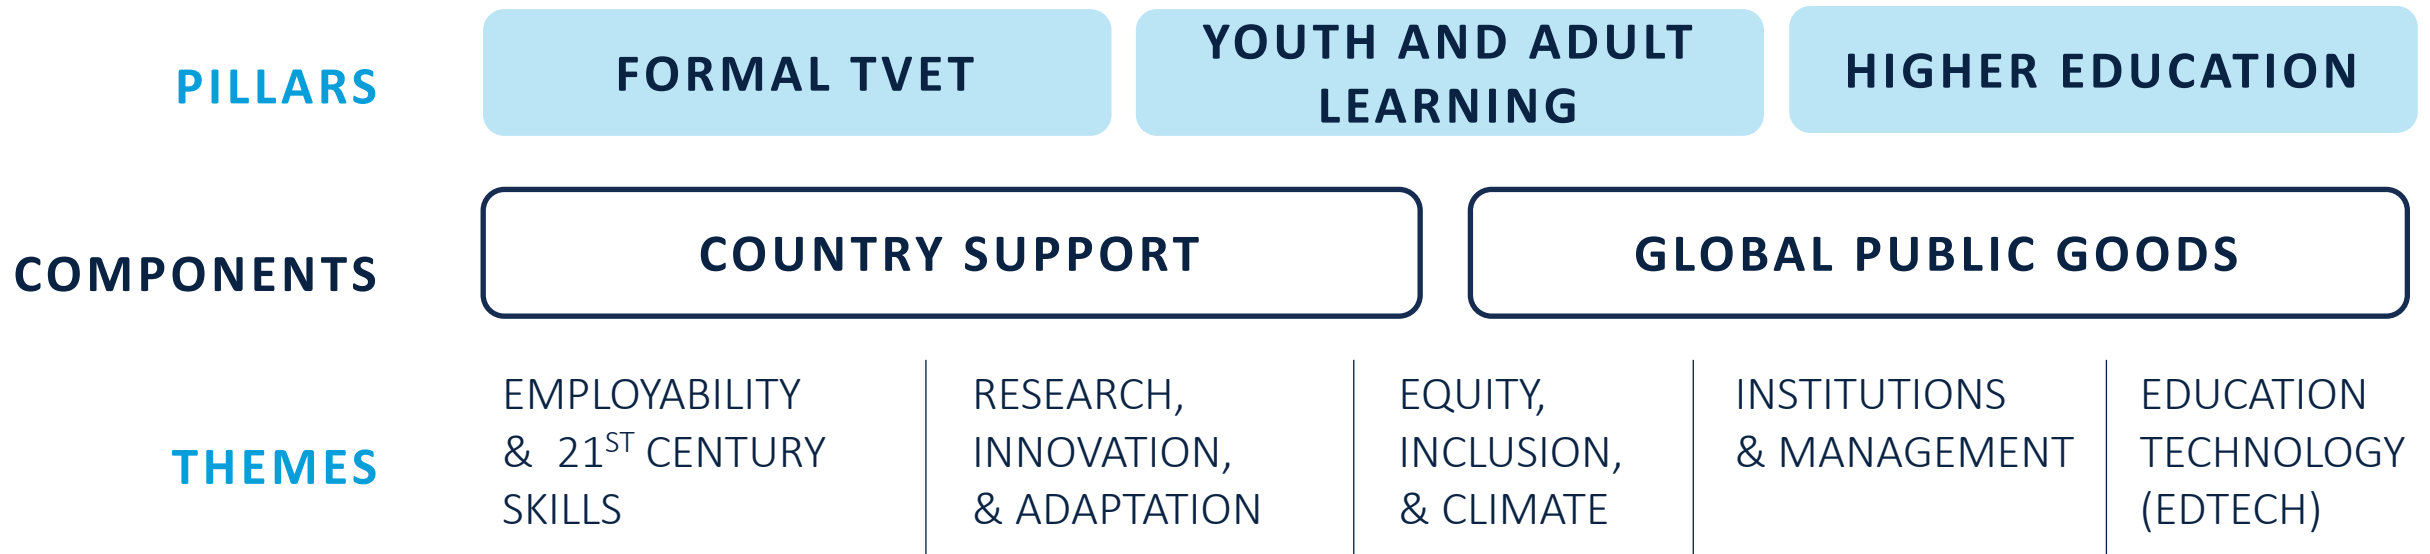 PILLARS
FORMAL TVET
YOUTH AND ADULT
LEARNING
HIGHER EDUCATION
COMPONENTS
COUNTRY SUPPORT
GLOBAL PUBLIC GOODS
THEMES
EMPLOYABILITY
& 21ST CENTURY
SKILLS
RESEARCH,
INNOVATION,
& ADAPTATION
EQUITY,
INCLUSION,
& CLIMATE
INSTITUTIONS
& MANAGEMENT
EDUCATION
TECHNOLOGY
(EDTECH)